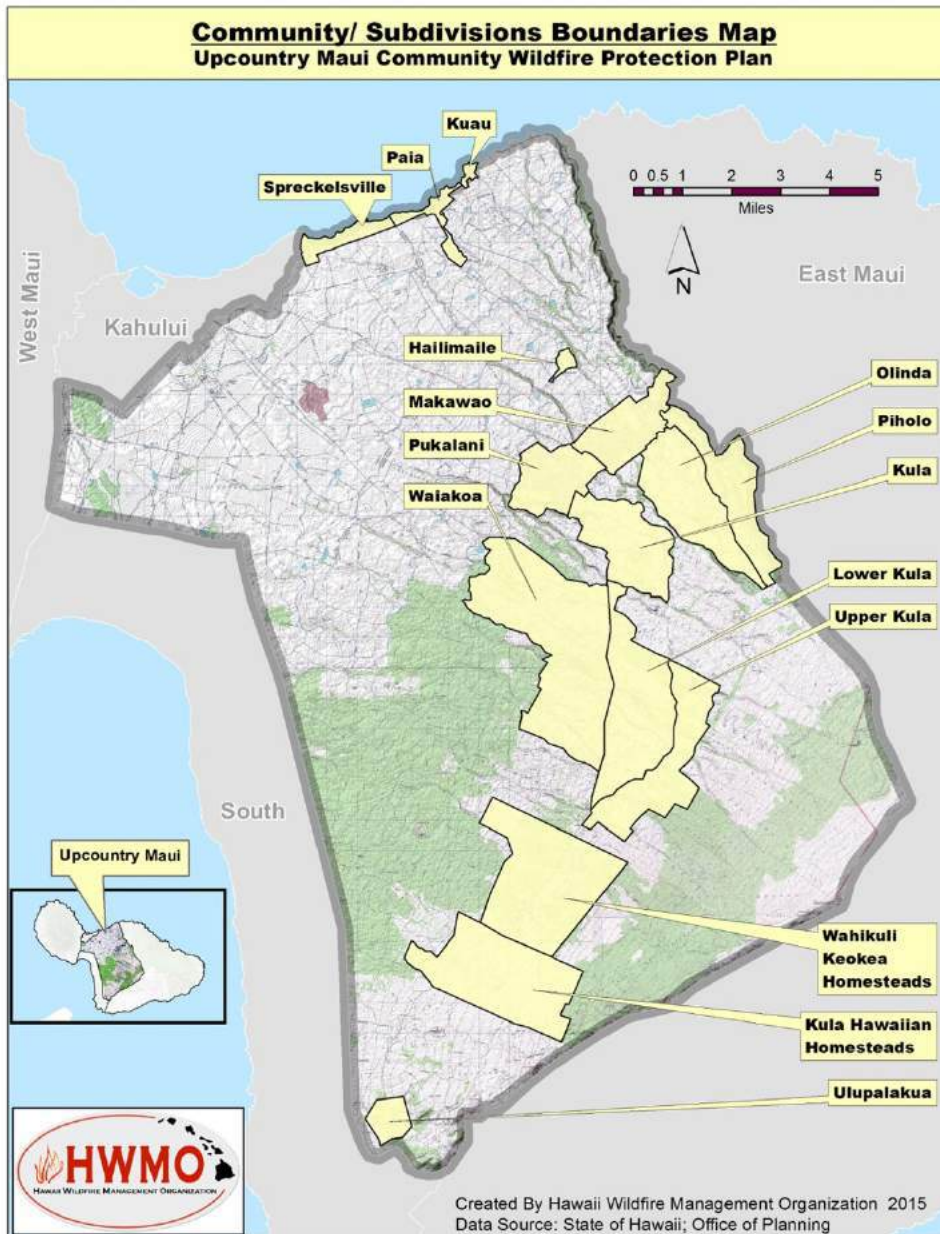 Community/ Subdivisions Boundaries Map
Upcountry Maui Community Wildfire Protection Plan
Kuau
Paia
Spreckelsville
0 0.5 1 2 3 4 5
Miles
N
West Maui
Kahului
East Maui
Hailimaile
Makawao
Pukalani
Waiakoa
Olinda
Piholo
Kula
Lower Kula
Upper Kula
South
Upcountry Maui
Wahikuli
Keokea
Homesteads
Kula Hawaiian
Homesteads
Ulupalakua
HWMO
HAWAII WILDFIRE MANAGEMENT ORGANIZATION
Created By Hawaii Wildfire Management Organization 2015
Data Source: State of Hawaii; Office of Planning